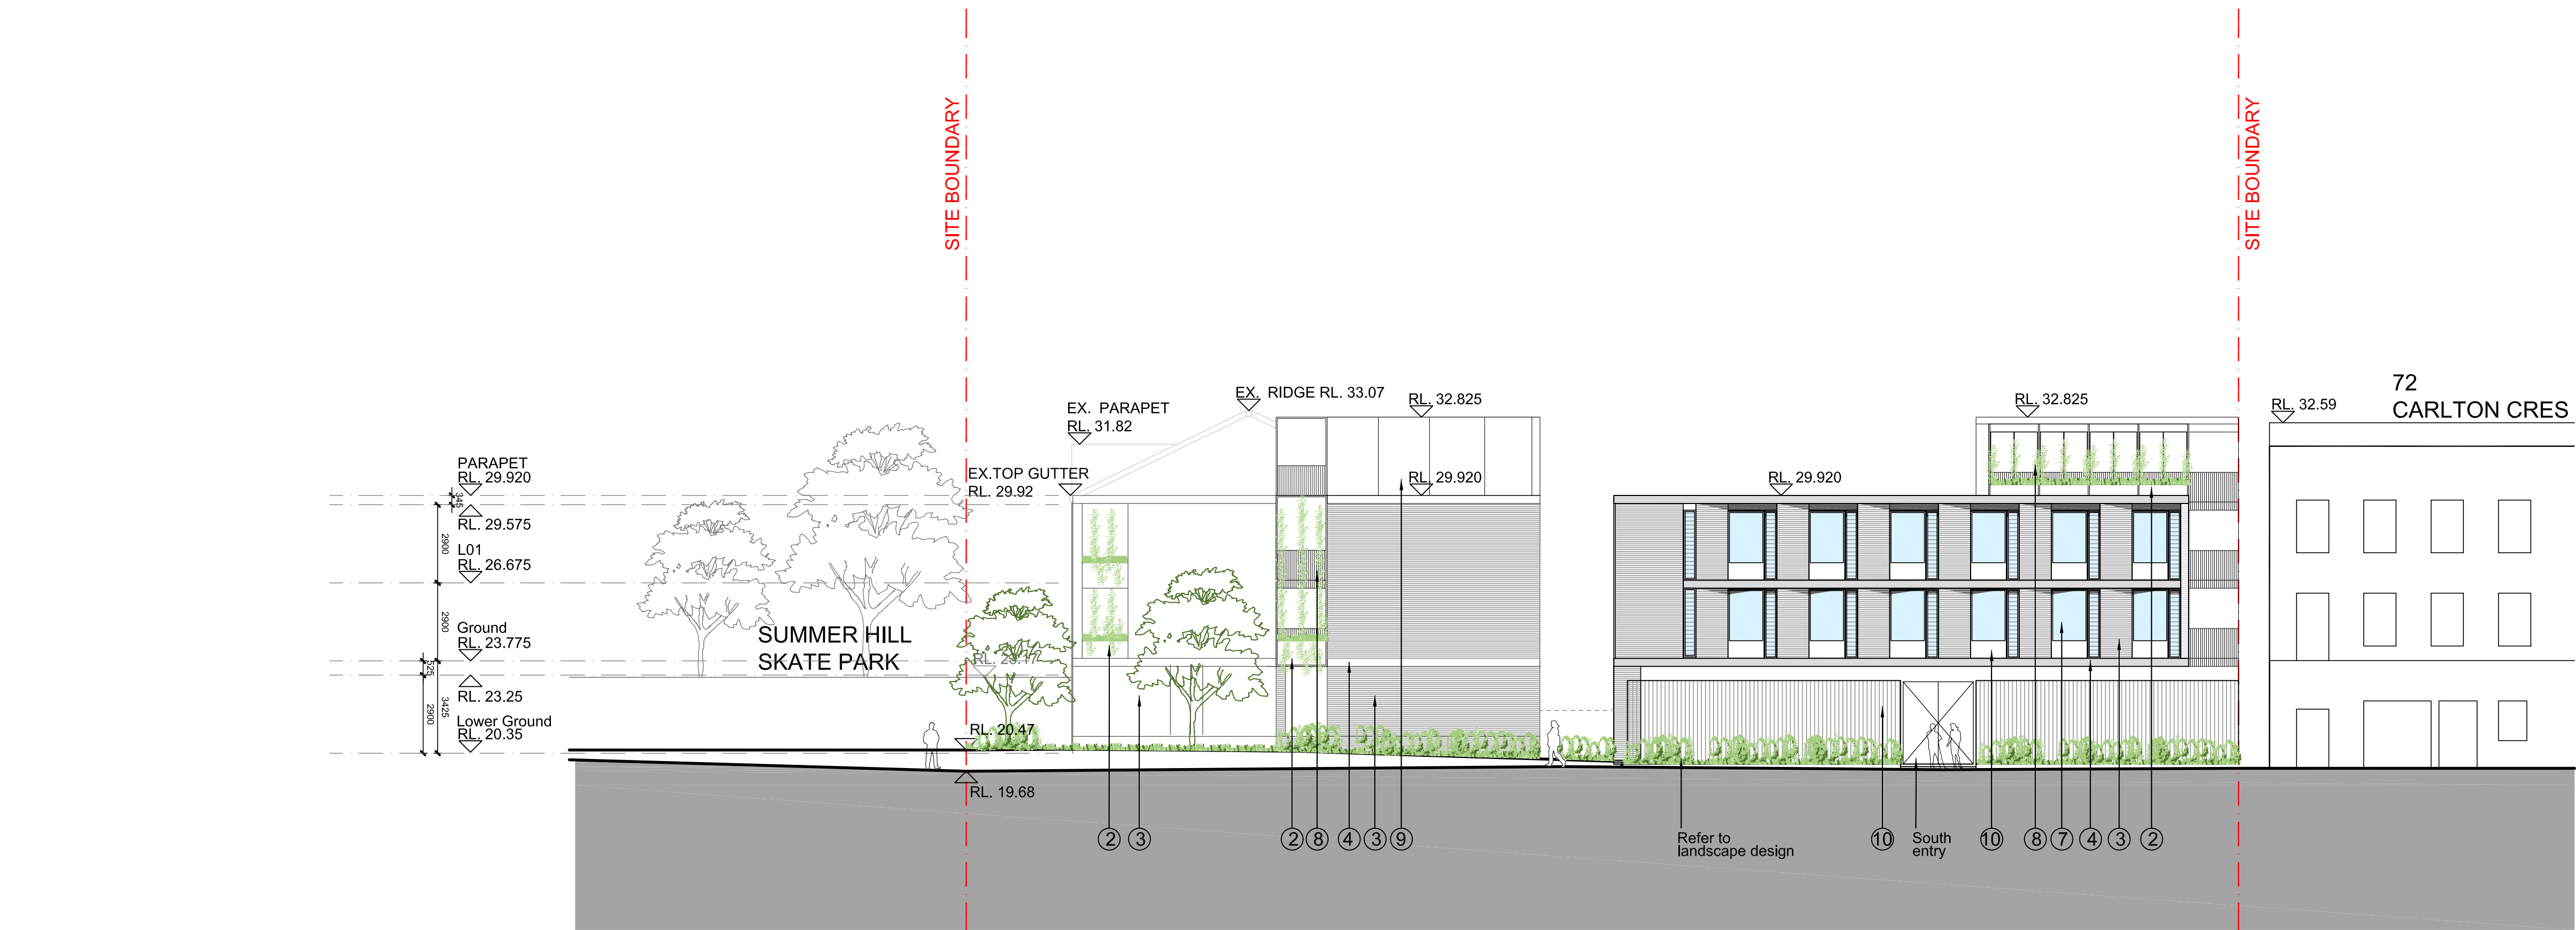 SITE BOUNDARY
SITE BOUNDARY
72
CARLTON CRES
EX. RIDGE RL. 33.07
RL. 32.825
RL. 32.825
RL. 32.59
EX. PARAPET
RL. 31.82
PARAPET
RL. 29.920
EX.TOP GUTTER
RL. 29.92
RL. 29.920
RL. 29.920
345
RL. 29.575
2900
L01
RL. 26.675
2900
Ground
RL. 23.775
SUMMER HILL
SKATE PARK
RL. 23.17
525
RL. 23.25
3425
2900
Lower Ground
RL. 20.35
RL. 20.47
RL. 19.68
2
3
2
8
4
3
9
Refer to
landscape design
10
South
entry
10
8
7
4
3
2